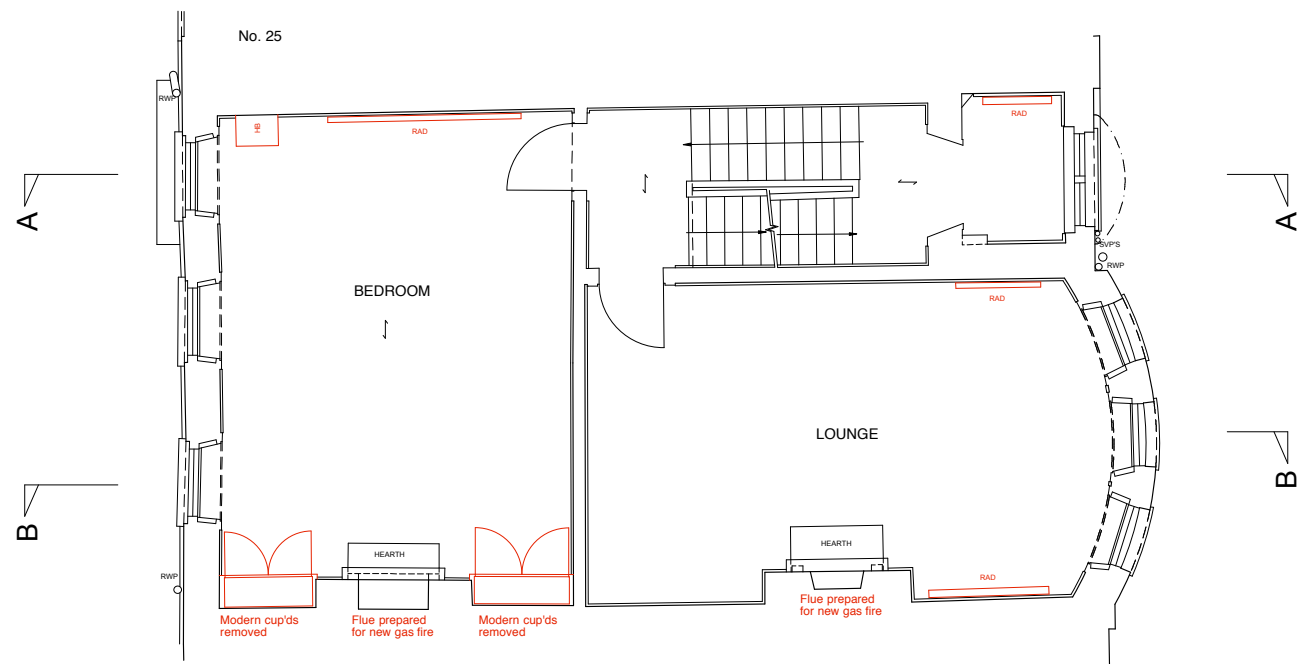 No. 25
RWP
HB
RAD
RAD
A
A
SVP'S
RWP
BEDROOM
RAD
LOUNGE
B
B
HEARTH
HEARTH
RWP
RAD
Modern cup'ds
removed
Flue prepared
for new gas fire
Modern cup'ds
removed
Flue prepared
for new gas fire